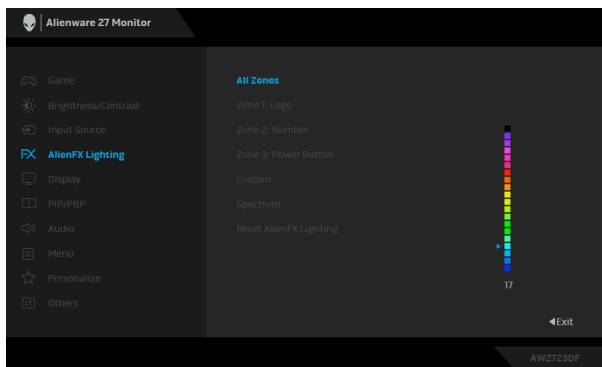 Alienware 27 Monitor
Game
Brightness/Contrast
Input Source
FX AlienFX Lighting
Display
PIP/PBP
Audio
Menu
Personalize
Others
All Zones
Zone 1: Logo
Zone 2: Number
Zone 3: Power Button
Custom
Spectrum
Reset AlienFX Lighting
17
Exit
AW2723DF